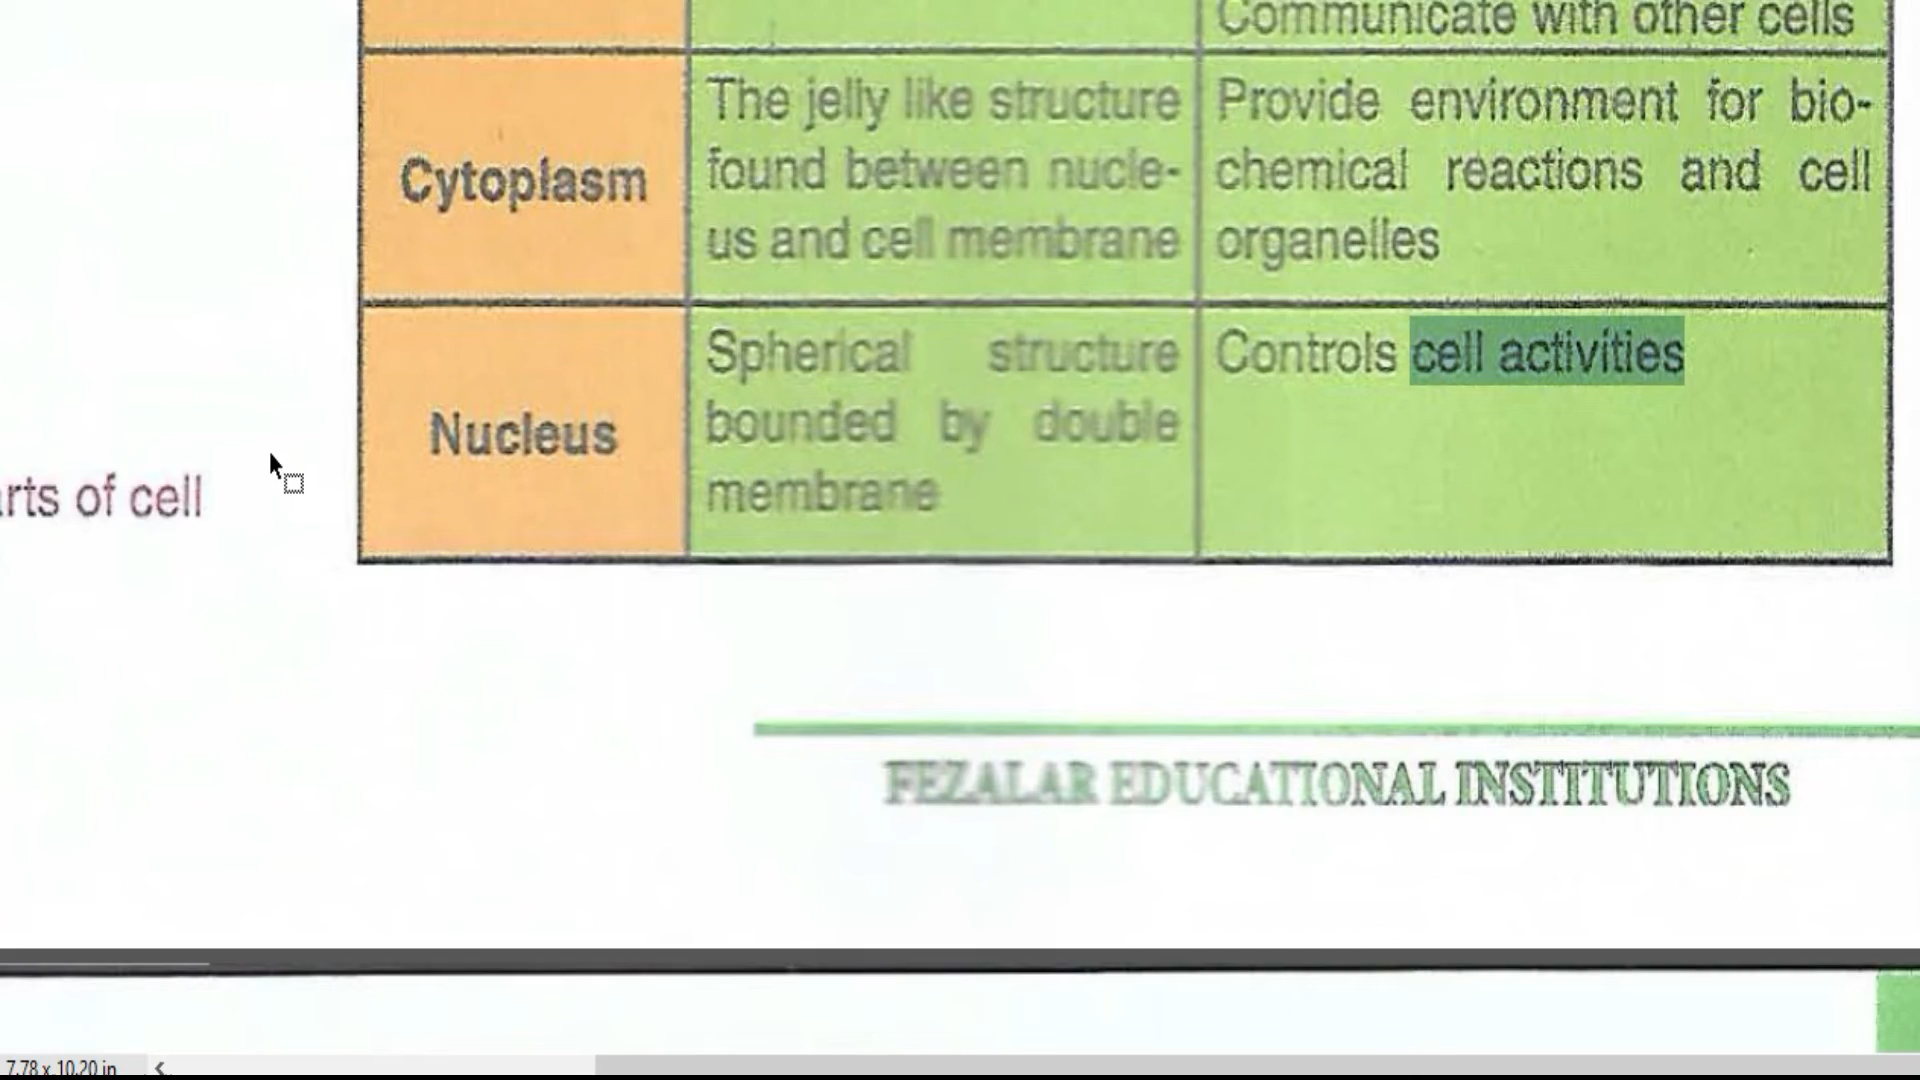 Communicate with other cells
Cytoplasm
The jelly like structure
found between nucle-
us and cell membrane
Provide environment for bio-
chemical reactions and cell
organelles
Nucleus
Spherical structure
bounded by double
membrane
Controls cell activities
rts of cell
FEZALAR EDUCATIONAL INSTITUTIONS
7.78 x 10.20 in